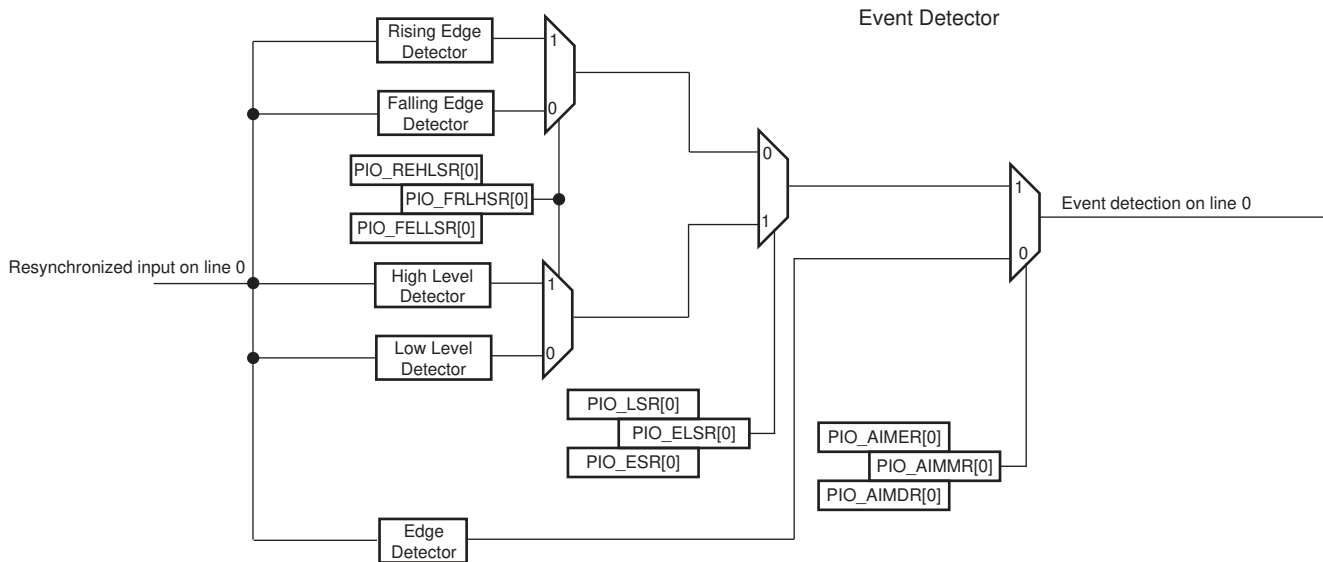 Event Detector
Rising Edge
Detector
1
Falling Edge
Detector
0
0
PIO_REHLSR[0]
PIO_FRLHSR[0]
PIO_FELLSR[0]
1
1
Event detection on line 0
0
Resynchronized input on line 0
High Level
Detector
1
Low Level
Detector
0
PIO_LSR[0]
PIO_ELSR[0]
PIO_ESR[0]
PIO_AIMER[0]
PIO_AIMMR[0]
PIO_AIMDR[0]
Edge
Detector